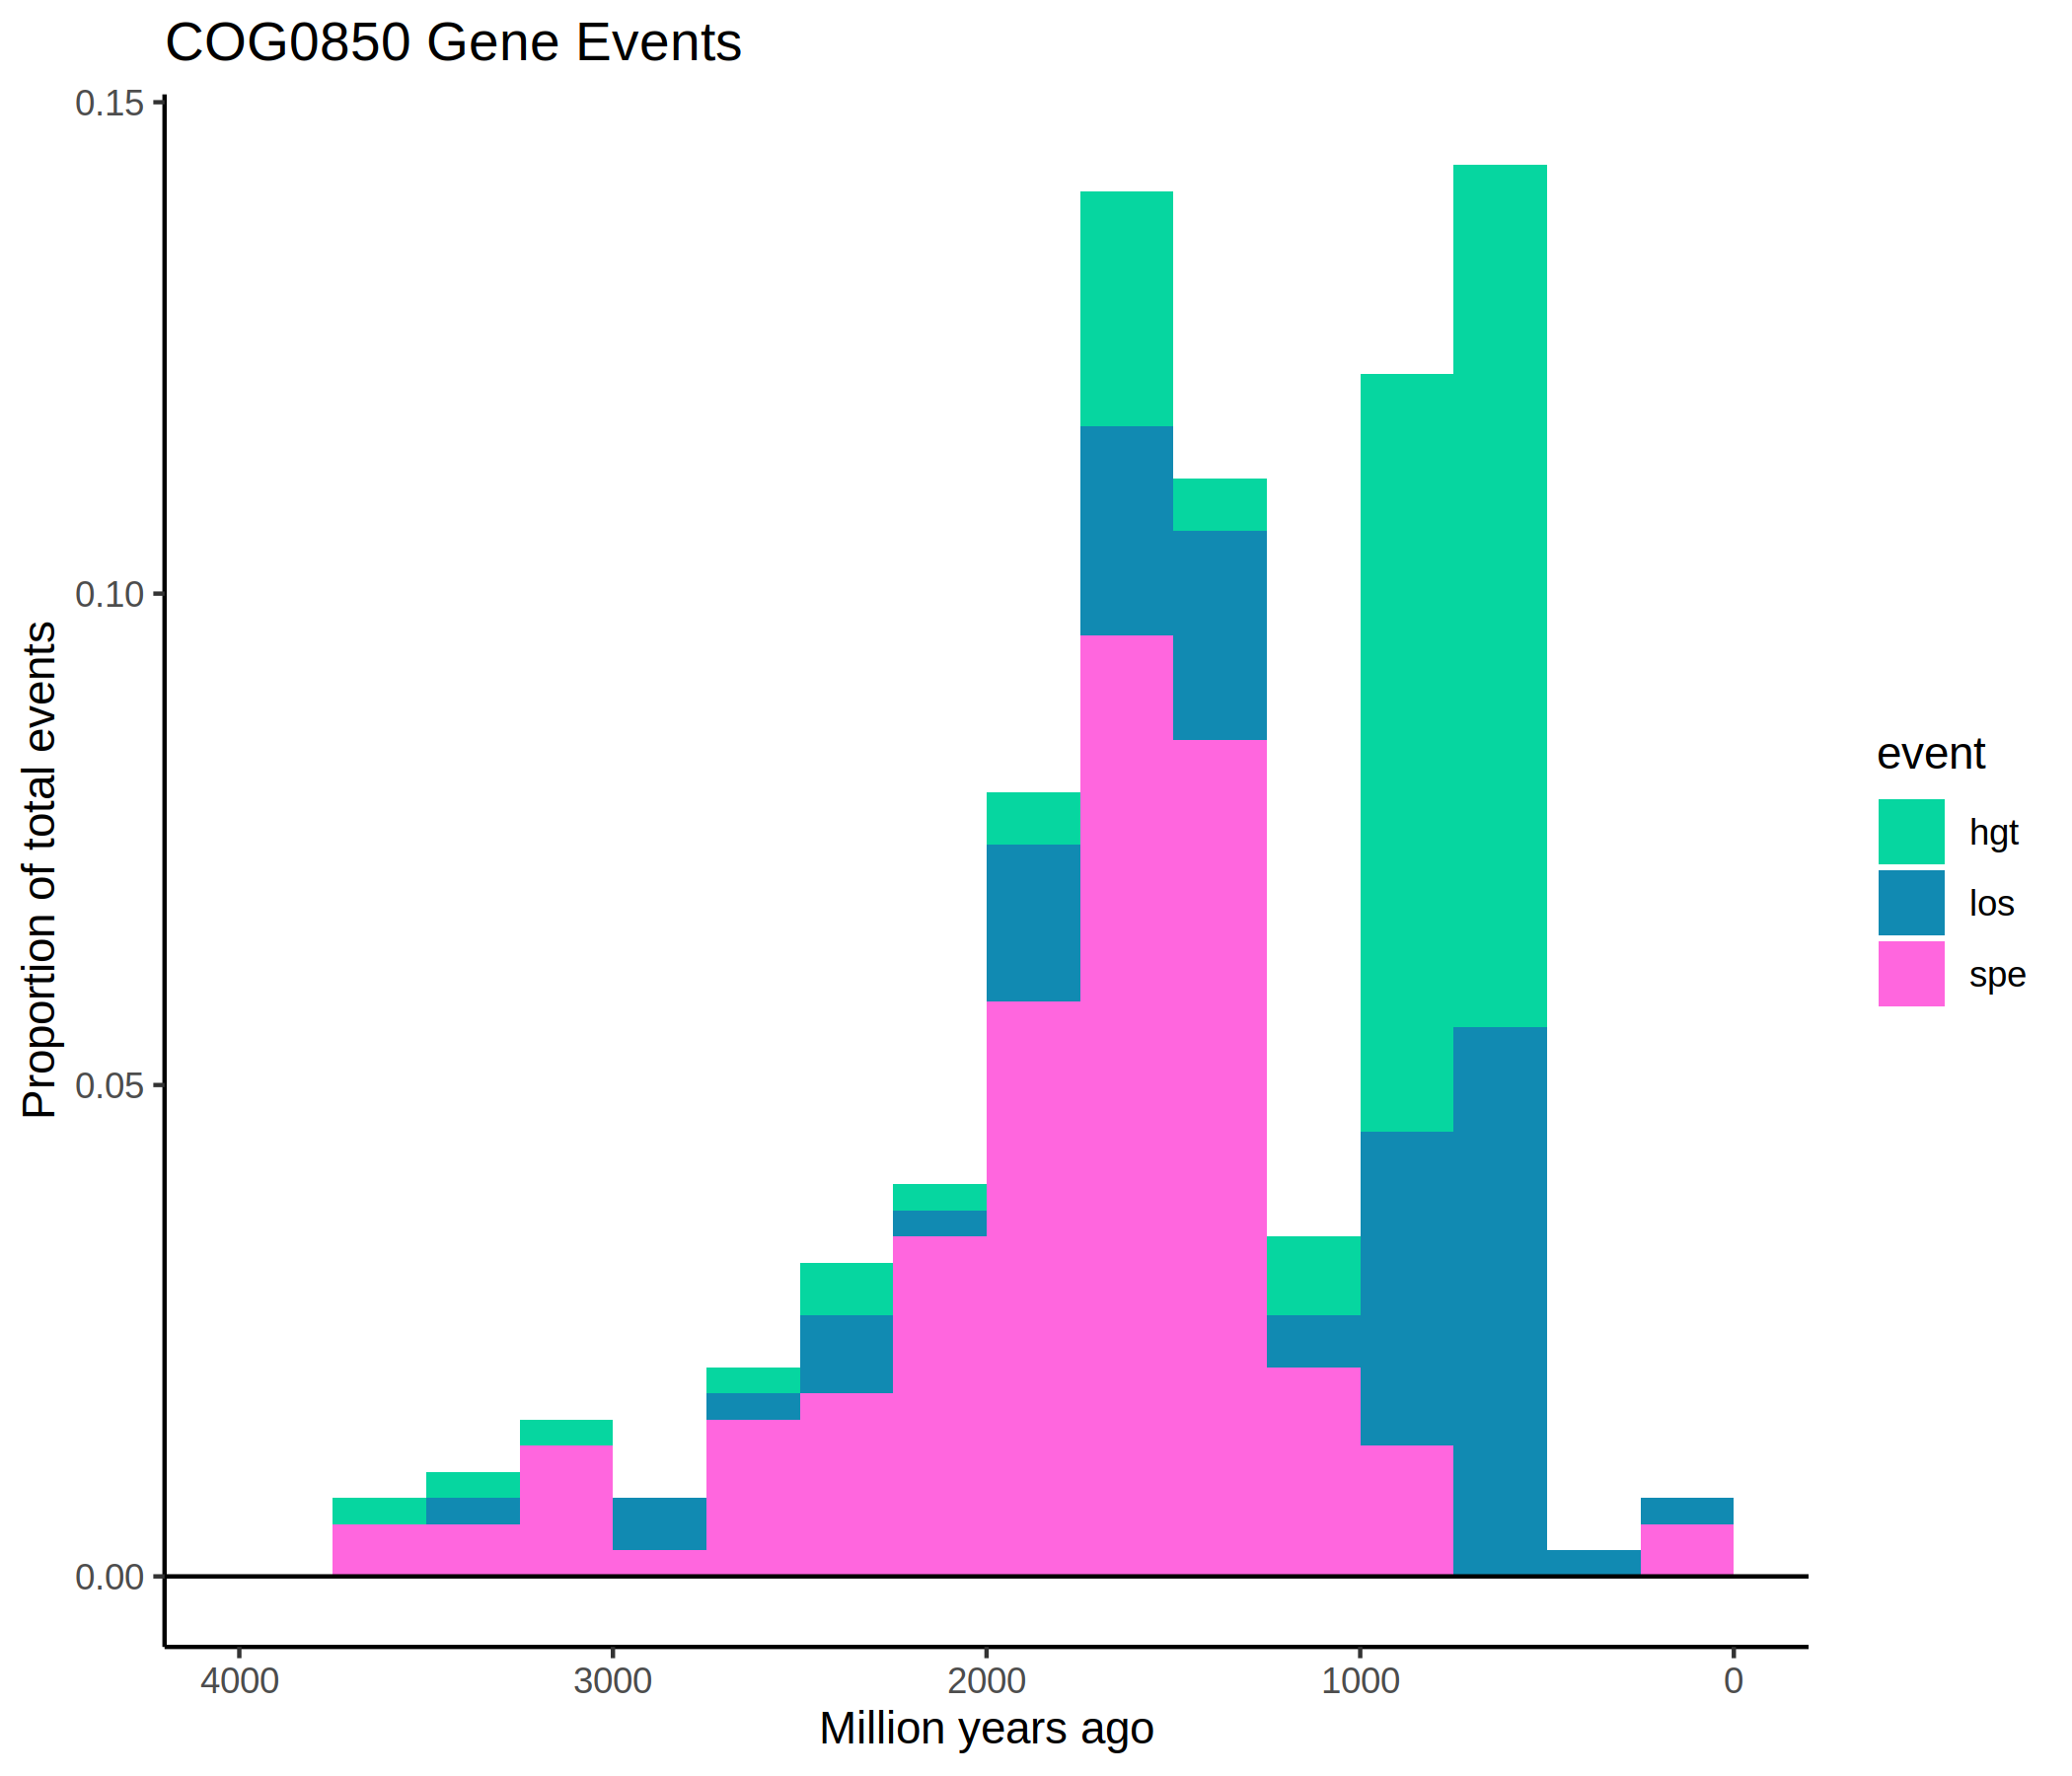 COG0850 Gene Events
0.15
0.10
0.05
0.00
Proportion of total events
4000 3000 2000 1000 0
Million years ago
event
hgt
los
spe